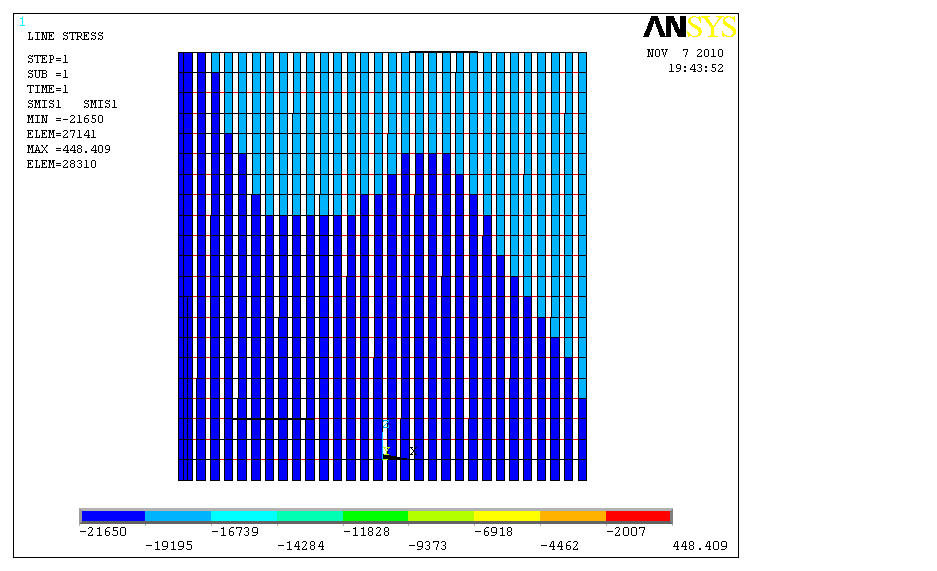 1
ANSYS
LINE STRESS
NOV  7 2010
19:43:52
STEP=1
SUB =1
TIME=1
SMIS1   SMIS1
MIN =-21650
ELEM=27141
MAX =448.409
ELEM=28310
Z
X
-21650 -16739 -11828 -6918 -2007
-19195 -14284 -9373 -4462 448.409